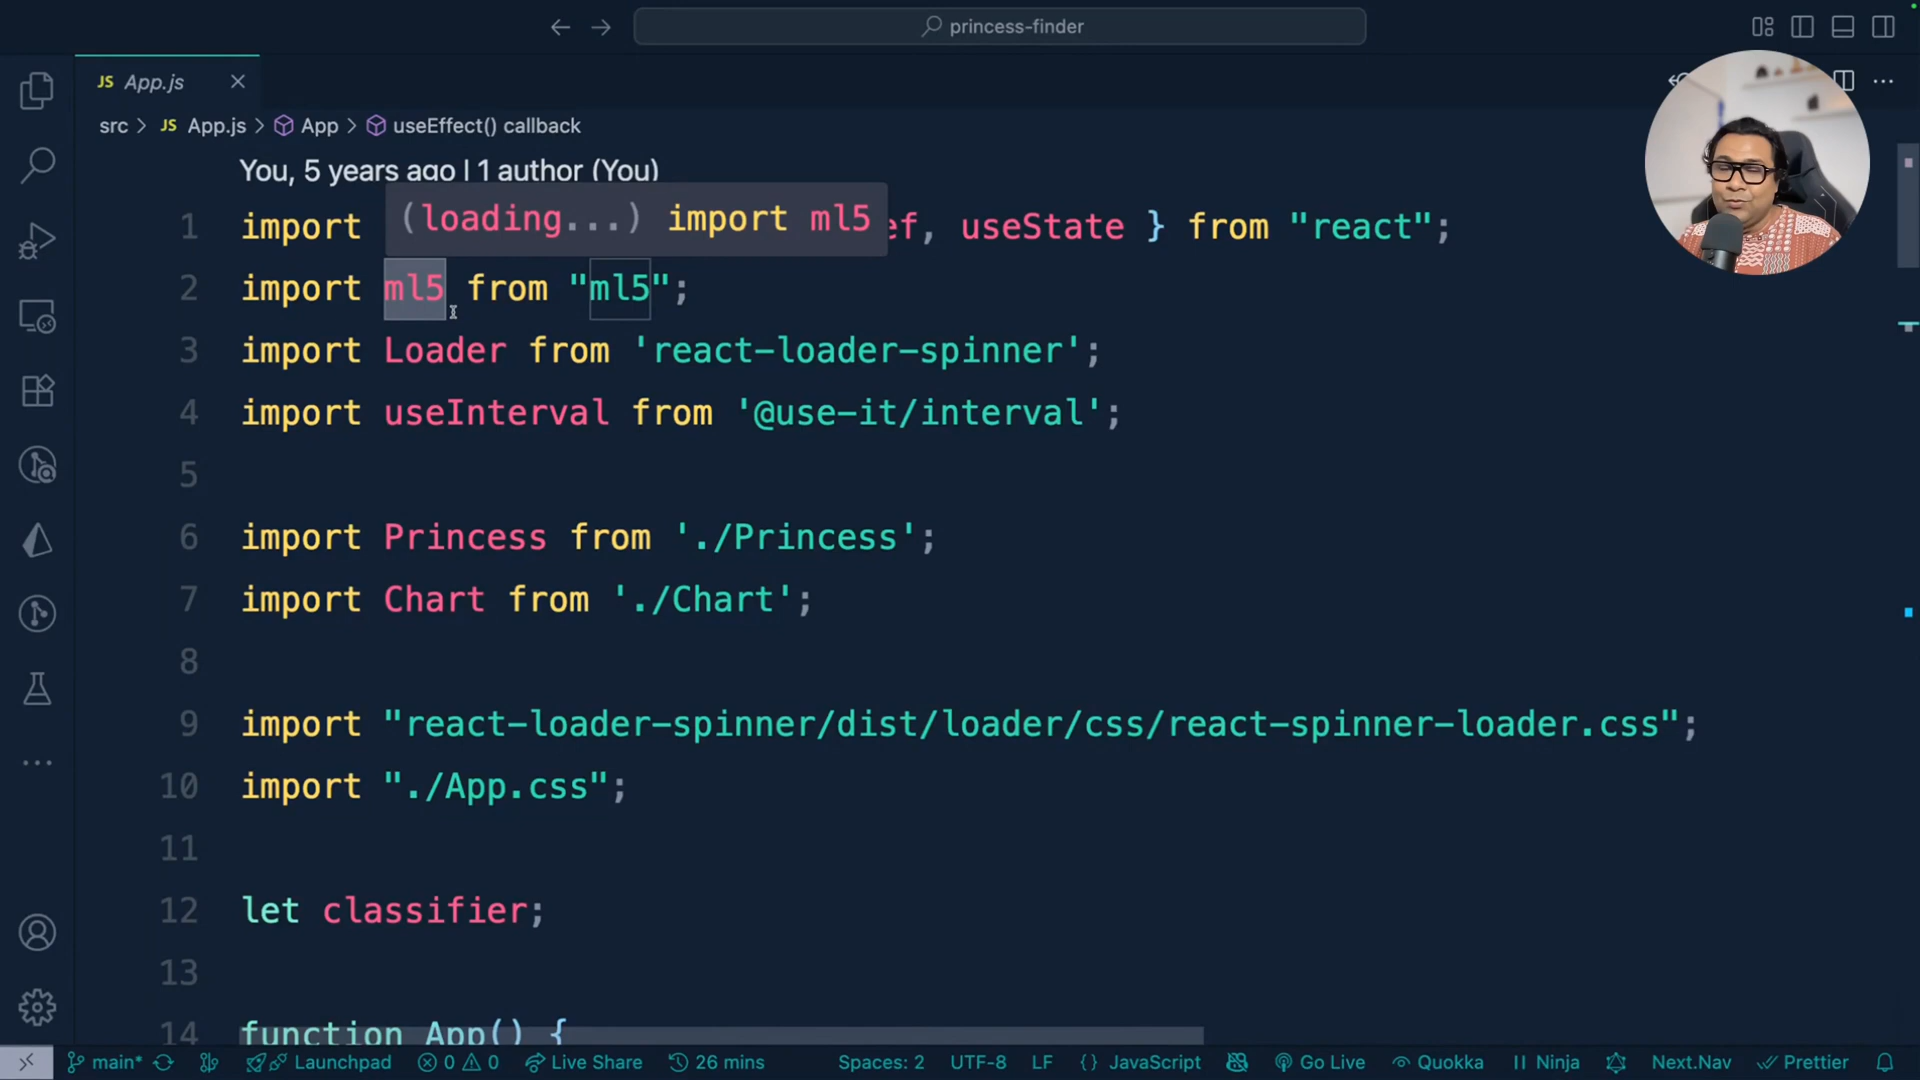 princess-finder
JS App.js
src > JS App.js > App > useEffect() callback
You, 5 years ago | 1 author (You)
(loading...) import ml5
1 import ef, useState } from "react";
2 import ml5 from "ml5";
3 import Loader from 'react-loader-spinner';
4 import useInterval from '@use-it/interval';
5
6 import Princess from './Princess';
7 import Chart from './Chart';
8
9 import "react-loader-spinner/dist/loader/css/react-spinner-loader.css";
10 import "./App.css";
11
12 let classifier;
13
14 function App() {
main* Launchpad 0 0 Live Share 26 mins Spaces: 2 UTF-8 LF {} JavaScript Go Live Quokka Ninja Next.Nav Prettier